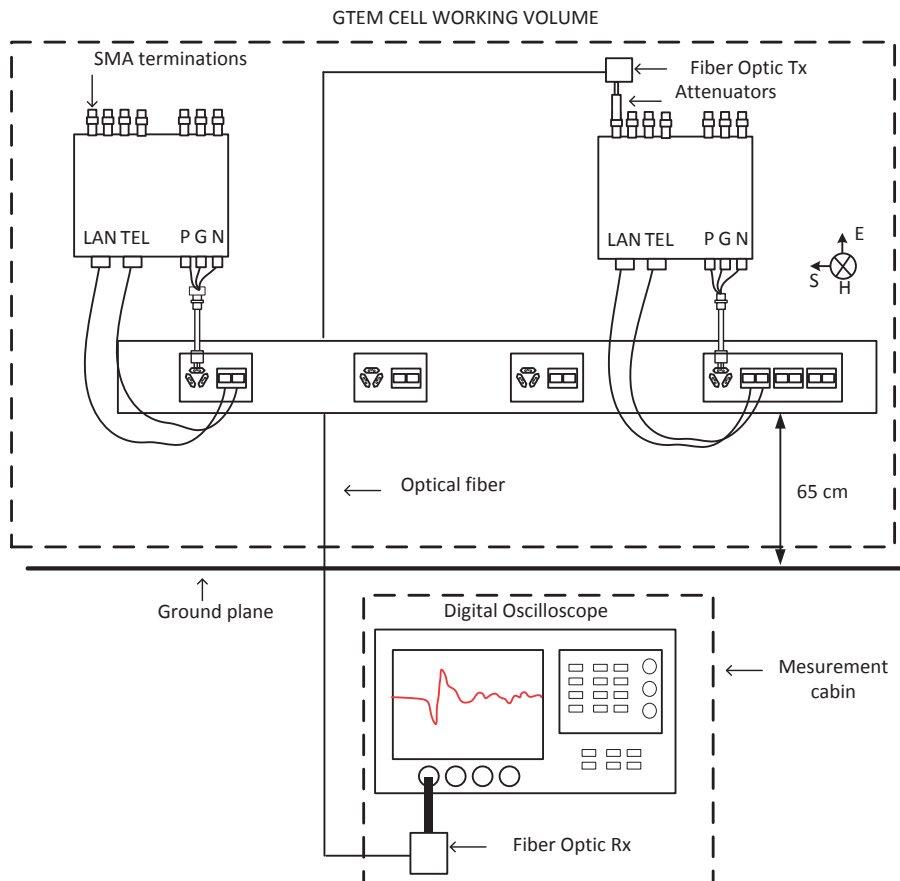 GTEM CELL WORKING VOLUME
SMA terminations
Fiber Optic Tx
Attenuators
LAN TEL P G N
LAN TEL P G N
E
S
H
Optical fiber
65 cm
Ground plane
Digital Oscilloscope
Mesurement
cabin
Fiber Optic Rx